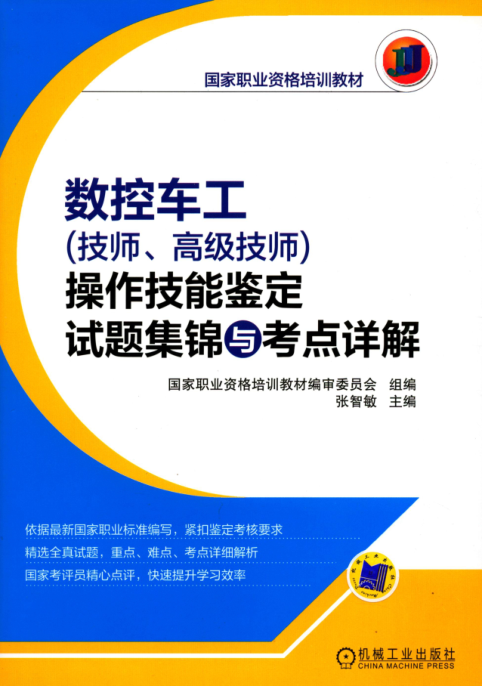 国家职业资格培训教材
数控车工
(技师、高级技师)
操作技能鉴定
试题集锦与考点详解
国家职业资格培训教材编审委员会 组编
张智敏 主编
依据最新国家职业标准编写，紧扣鉴定考核要求
精选全真试题，重点、难点、考点详细解析
国家考评员精心点评，快速提升学习效率
机械工业出版社
CHINA MACHINE PRESS